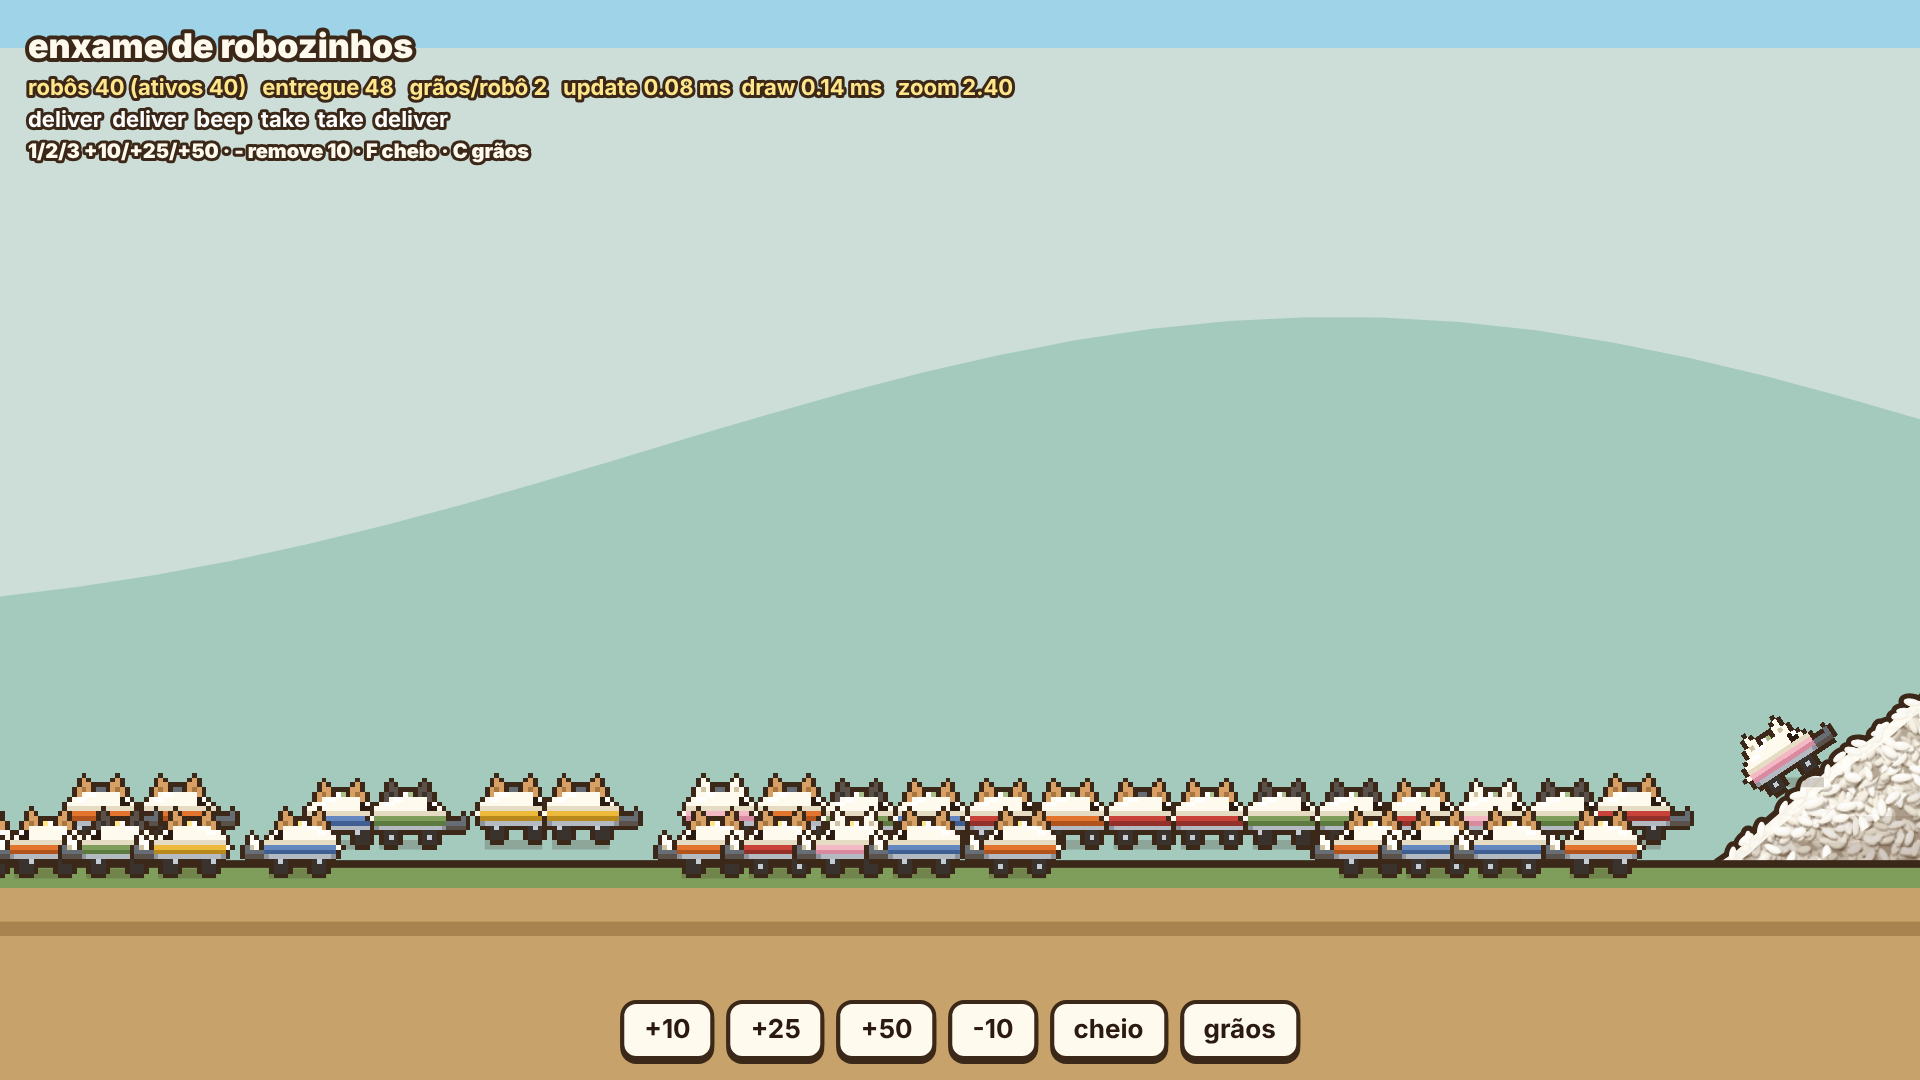 enxame de robozinhos
robôs 40 (ativos 40) entregue 48 grãos/robô 2 update 0.08 ms draw 0.14 ms zoom 2.40
deliver deliver beep take take deliver
1/2/3 +10/+25/+50 · - remove 10 · F cheio · C grãos
+10 +25 +50 -10 cheio grãos